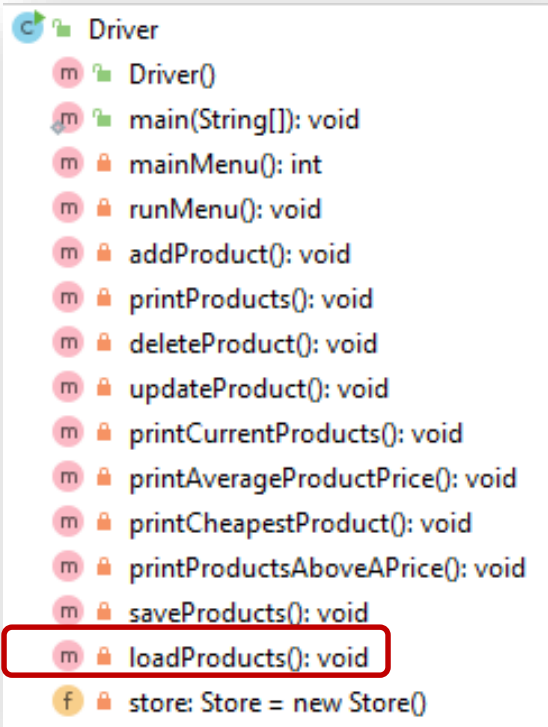 C Driver
m Driver()
m main(String[]): void
m mainMenu(): int
m runMenu(): void
m addProduct(): void
m printProducts(): void
m deleteProduct(): void
m updateProduct(): void
m printCurrentProducts(): void
m printAverageProductPrice(): void
m printCheapestProduct(): void
m printProductsAboveAPrice(): void
m saveProducts(): void
m loadProducts(): void
f store: Store = new Store()